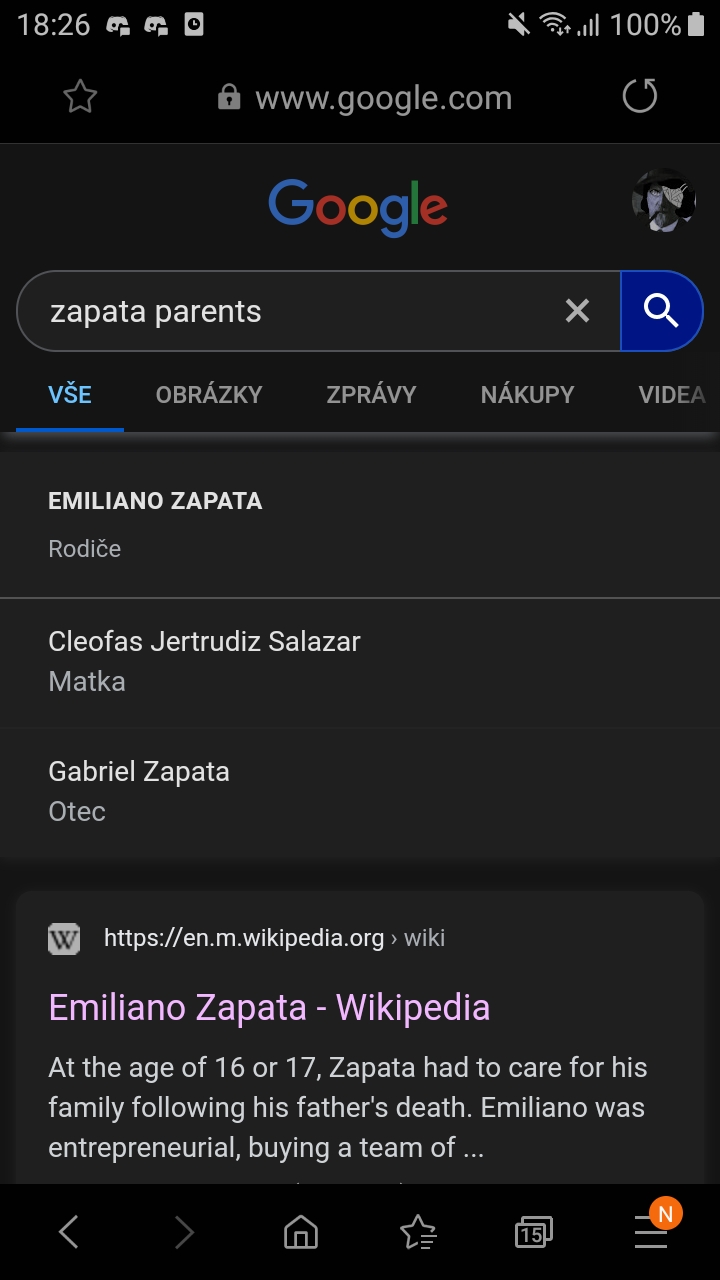 18:26 100%
www.google.com
Google
zapata parents
VŠE OBRÁZKY ZPRÁVY NÁKUPY VIDEA
EMILIANO ZAPATA
Rodiče
Cleofas Jertrudiz Salazar
Matka
Gabriel Zapata
Otec
W https://en.m.wikipedia.org › wiki
Emiliano Zapata - Wikipedia
At the age of 16 or 17, Zapata had to care for his
family following his father's death. Emiliano was
entrepreneurial, buying a team of ...
15 N